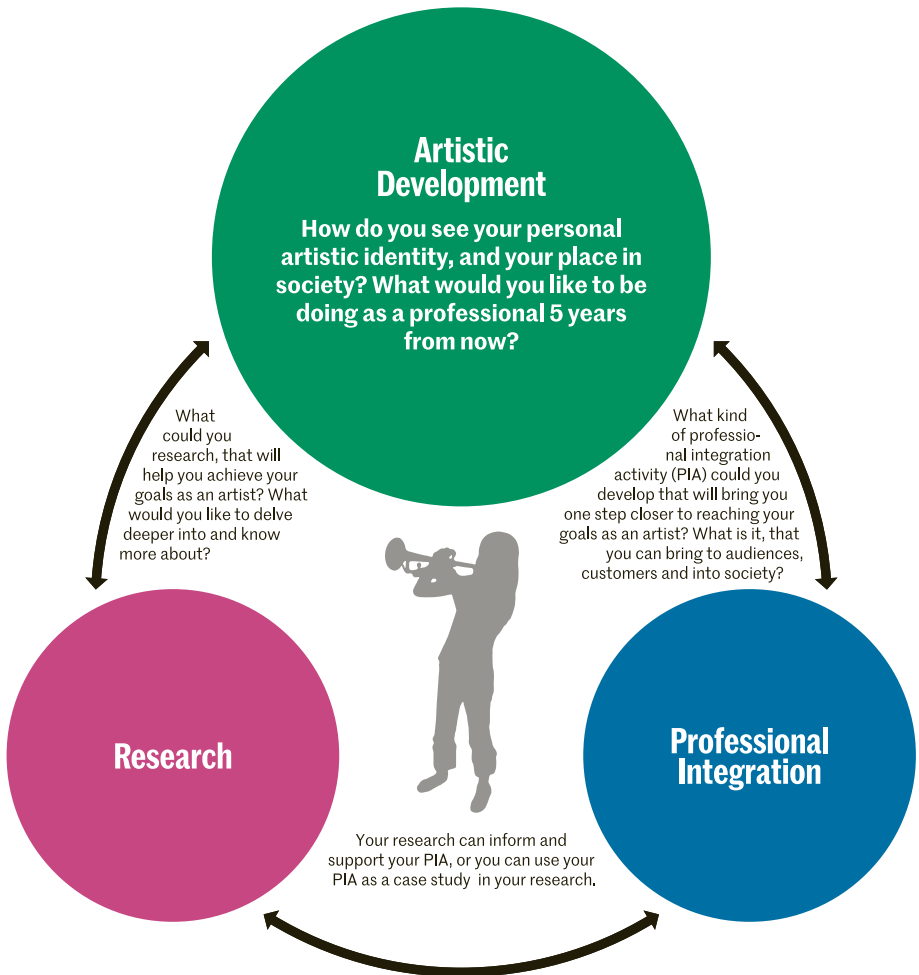 Artistic
Development
How do you see your personal
artistic identity, and your place in
society? What would you like to be
doing as a professional 5 years
from now?
What
could you
research, that will
help you achieve your
goals as an artist? What
would you like to delve
deeper into and know
more about?
What kind
of professio-
nal integration
activity (PIA) could you
develop that will bring you
one step closer to reaching your
goals as an artist? What is it, that
you can bring to audiences,
customers and into society?
Research
Professional
Integration
Your research can inform and
support your PIA, or you can use your
PIA as a case study in your research.